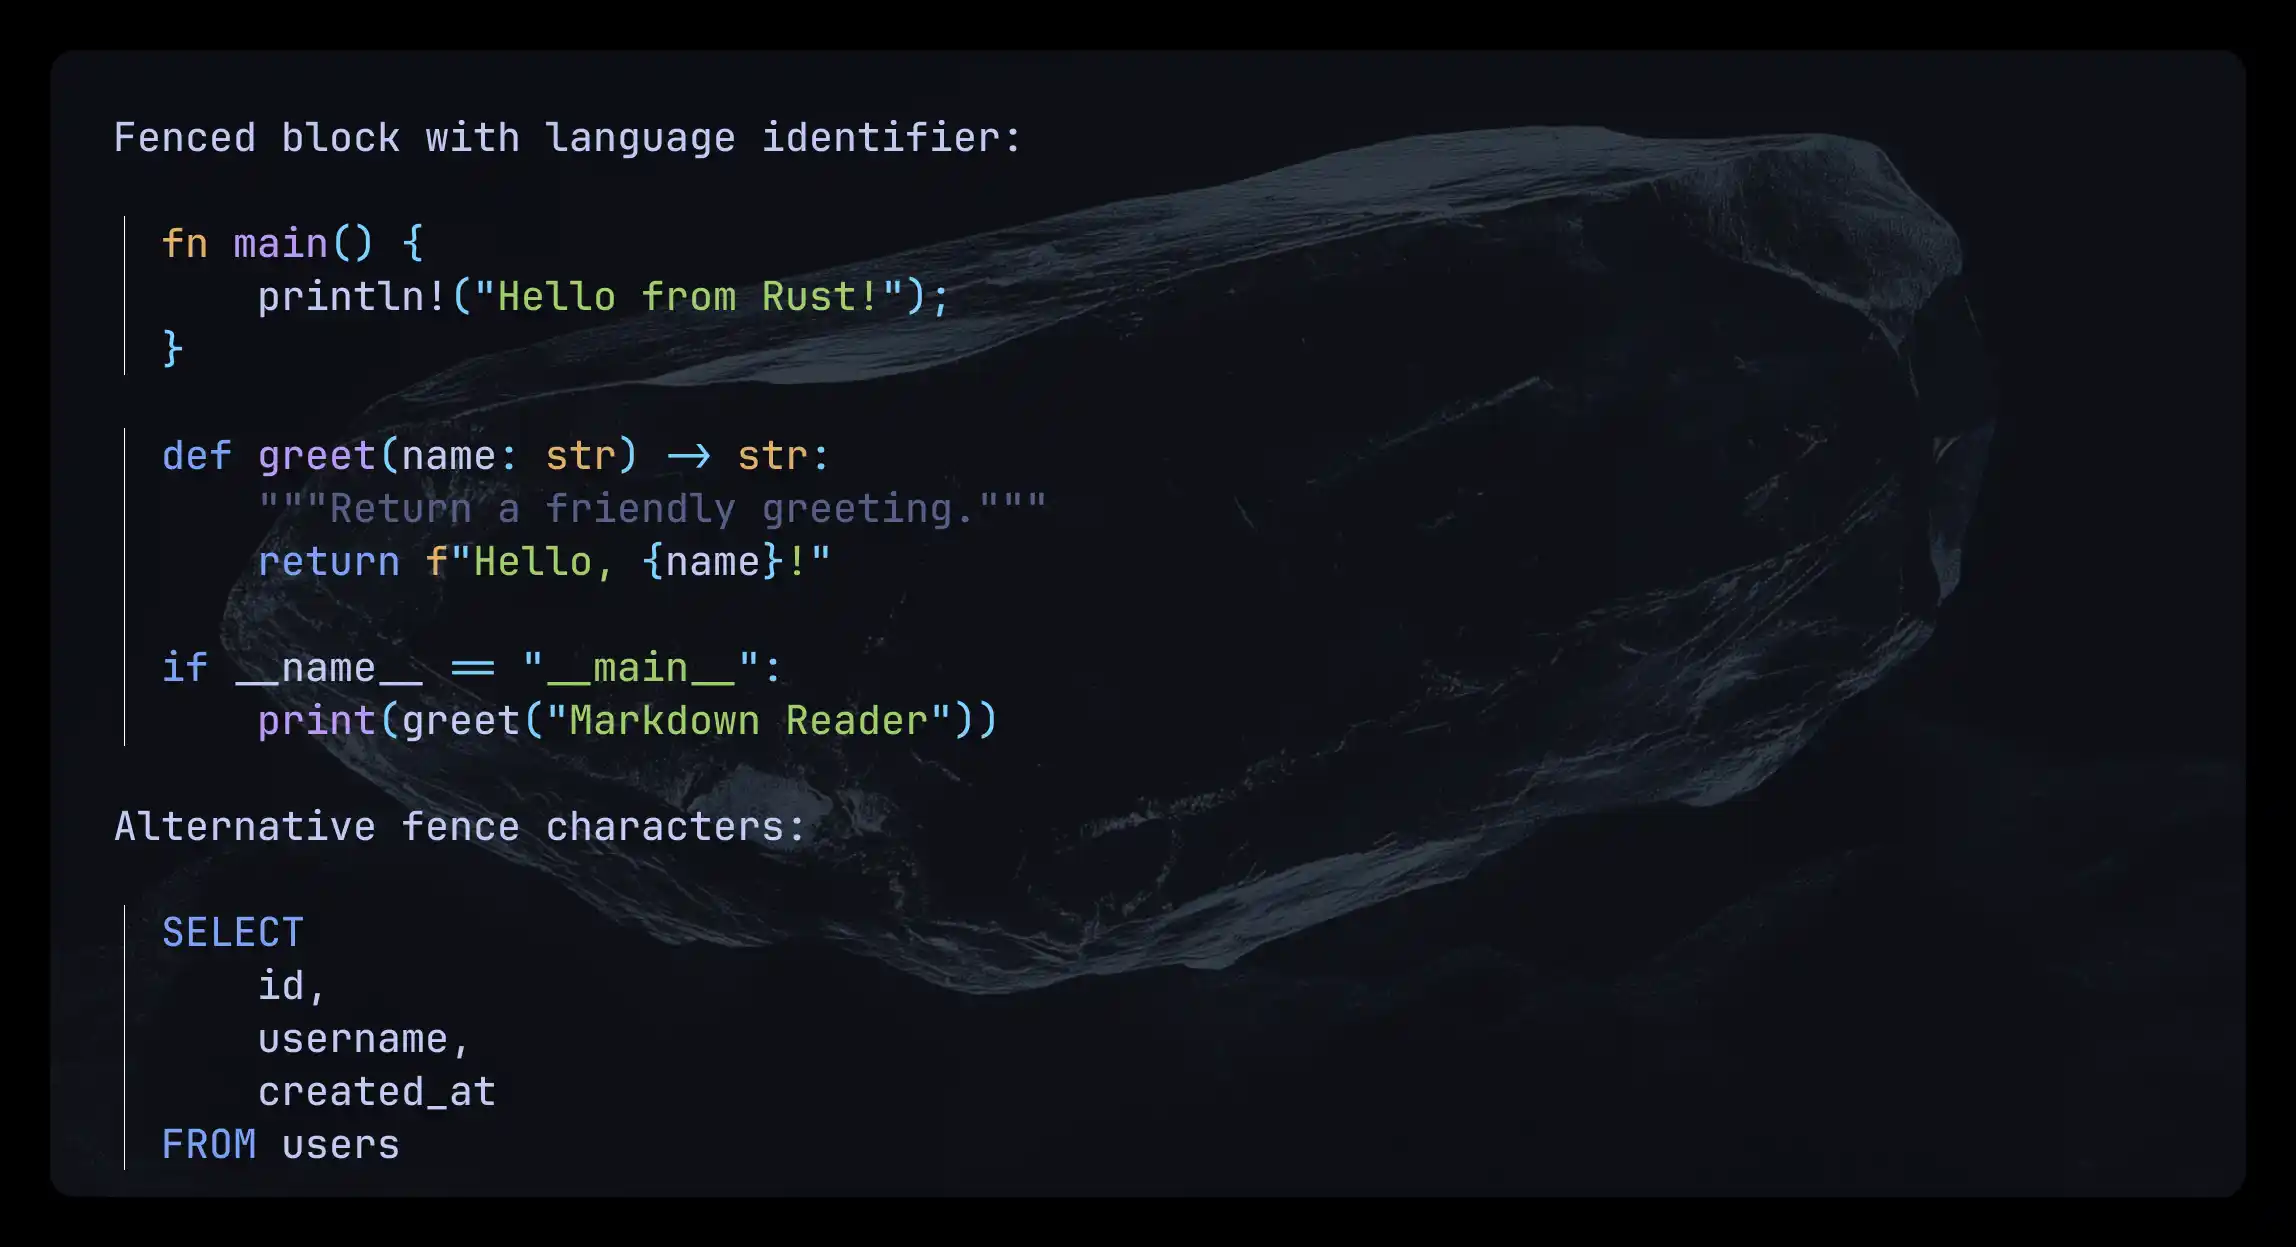 Fenced block with language identifier:
fn main() {
    println!("Hello from Rust!");
}
def greet(name: str) -> str:
    """Return a friendly greeting."""
    return f"Hello, {name}!"
if __name__ == "__main__":
    print(greet("Markdown Reader"))
Alternative fence characters:
SELECT
    id,
    username,
    created_at
FROM users